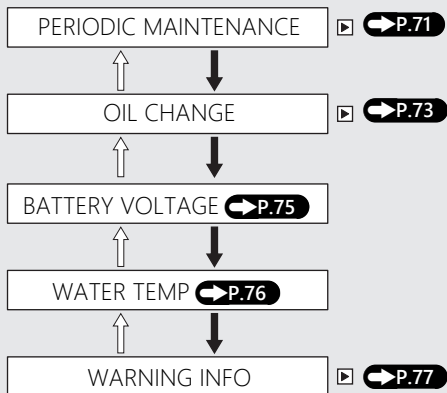 PERIODIC MAINTENANCE P.71
OIL CHANGE P.73
BATTERY VOLTAGE P.75
WATER TEMP P.76
WARNING INFO P.77